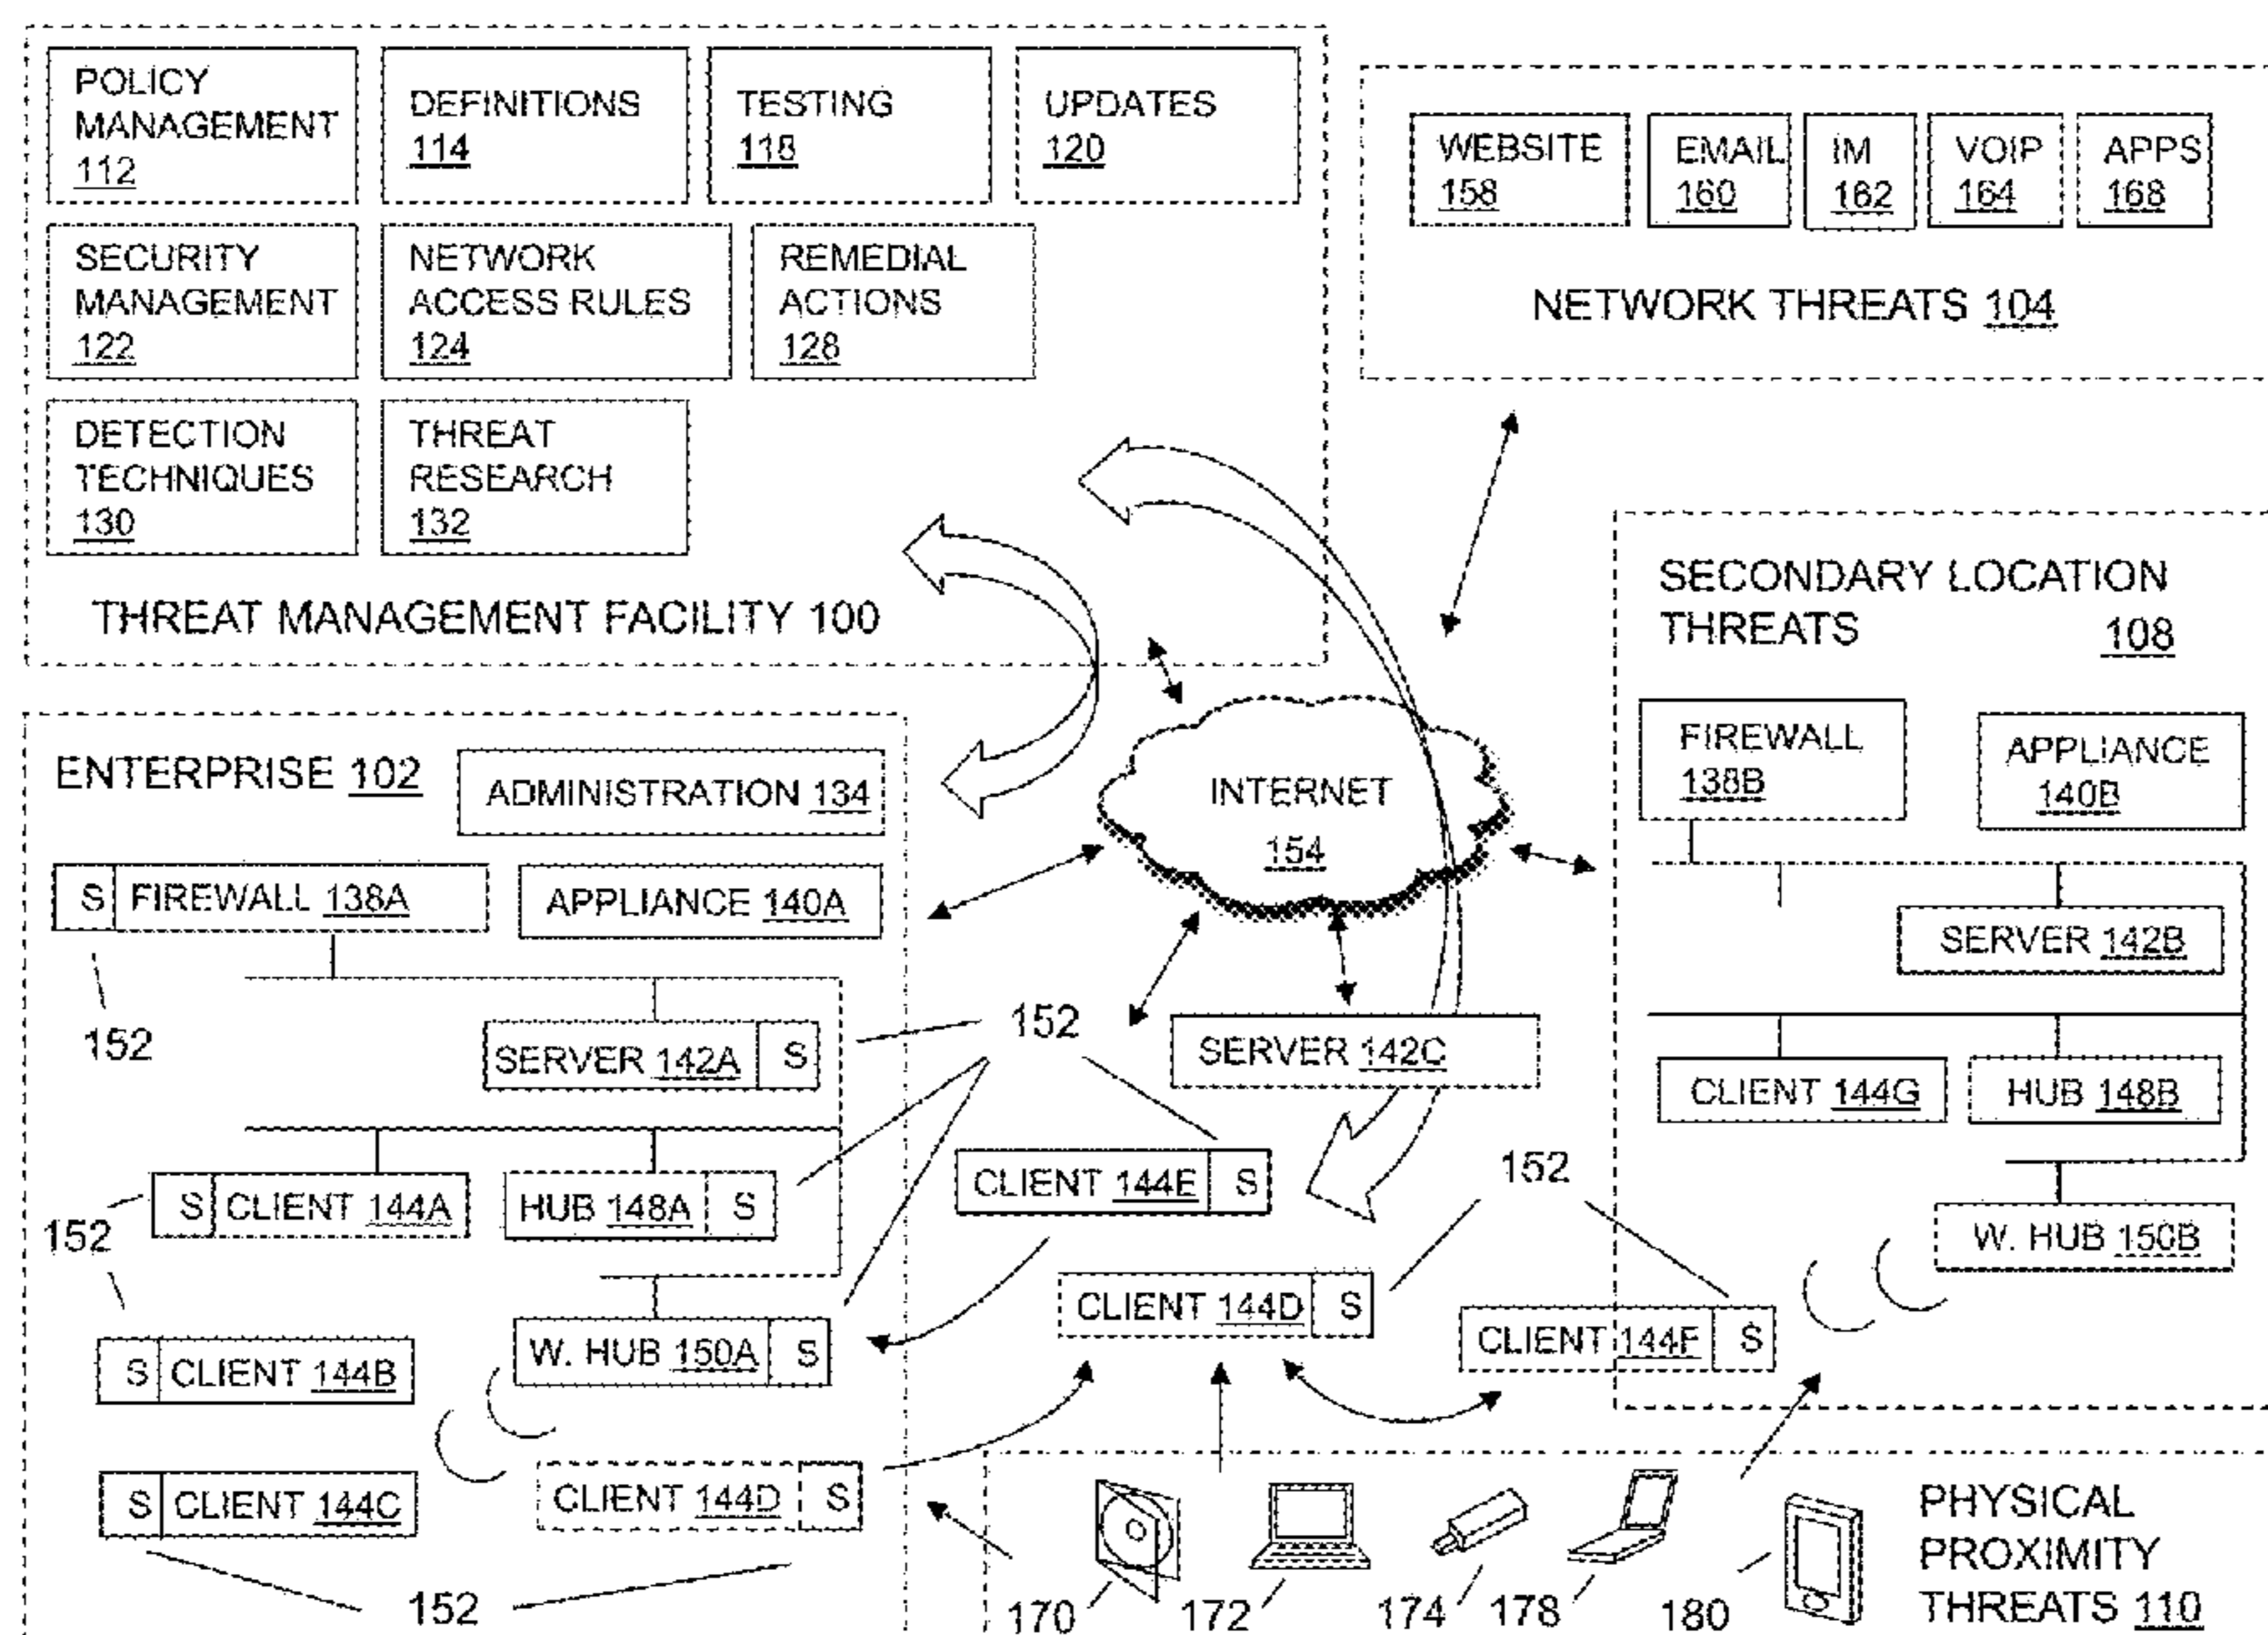 POLICY
MANAGEMENT
112
DEFINITIONS
114
TESTING
118
UPDATES
120
SECURITY
MANAGEMENT
122
NETWORK
ACCESS RULES
124
REMEDIAL
ACTIONS
128
DETECTION
TECHNIQUES
130
THREAT
RESEARCH
132
THREAT MANAGEMENT FACILITY 100
WEBSITE
158
EMAIL
160
IM
162
VOIP
164
APPS
168
NETWORK THREATS 104
SECONDARY LOCATION
THREATS 108
FIREWALL
138B
APPLIANCE
140B
SERVER 142B
CLIENT 144G
HUB 148B
W. HUB 150B
INTERNET
154
ENTERPRISE 102
ADMINISTRATION 134
S FIREWALL 138A
APPLIANCE 140A
152
SERVER 142A S
152
SERVER 142C
S CLIENT 144A
HUB 148A S
CLIENT 144E S
152
152
CLIENT 144D S
CLIENT 144F S
S CLIENT 144B
W. HUB 150A S
S CLIENT 144C
CLIENT 144D S
152
170
172
174
178
180
PHYSICAL
PROXIMITY
THREATS 110